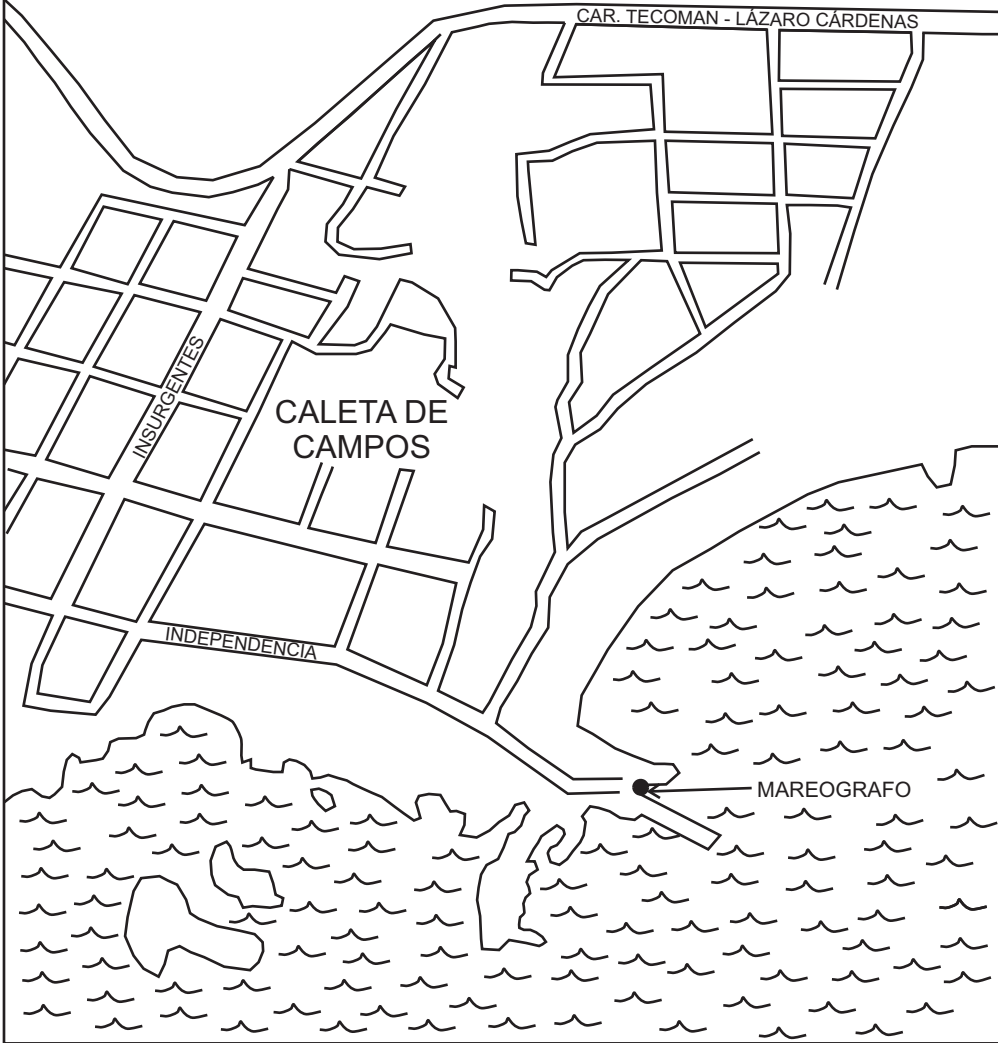 CAR. TECOMAN - LÁZARO CÁRDENAS
INSURGENTES
CALETA DE
CAMPOS
INDEPENDENCIA
MAREOGRAFO